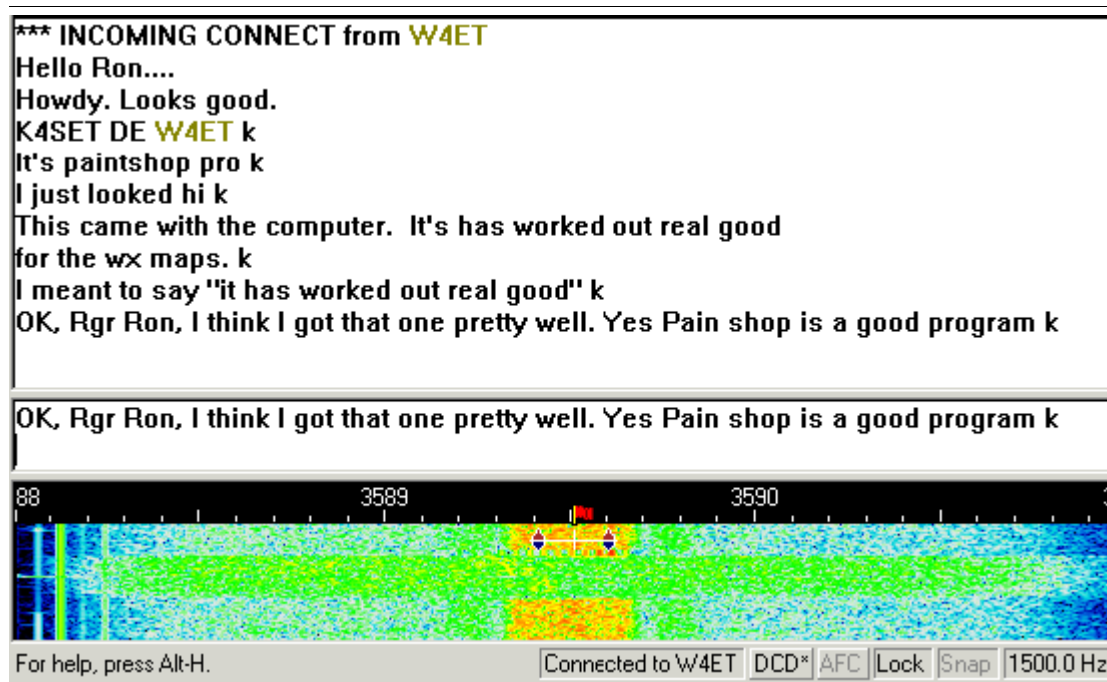 *** INCOMING CONNECT from W4ET
Hello Ron....
Howdy. Looks good.
K4SET DE W4ET k
It's paintshop pro k
I just looked hi k
This came with the computer.  It's has worked out real good
for the wx maps. k
I meant to say "it has worked out real good" k
OK, Rgr Ron, I think I got that one pretty well. Yes Pain shop is a good program k
OK, Rgr Ron, I think I got that one pretty well. Yes Pain shop is a good program k
88 3589 3590
For help, press Alt-H. Connected to W4ET DCD* AFC Lock Snap 1500.0 Hz